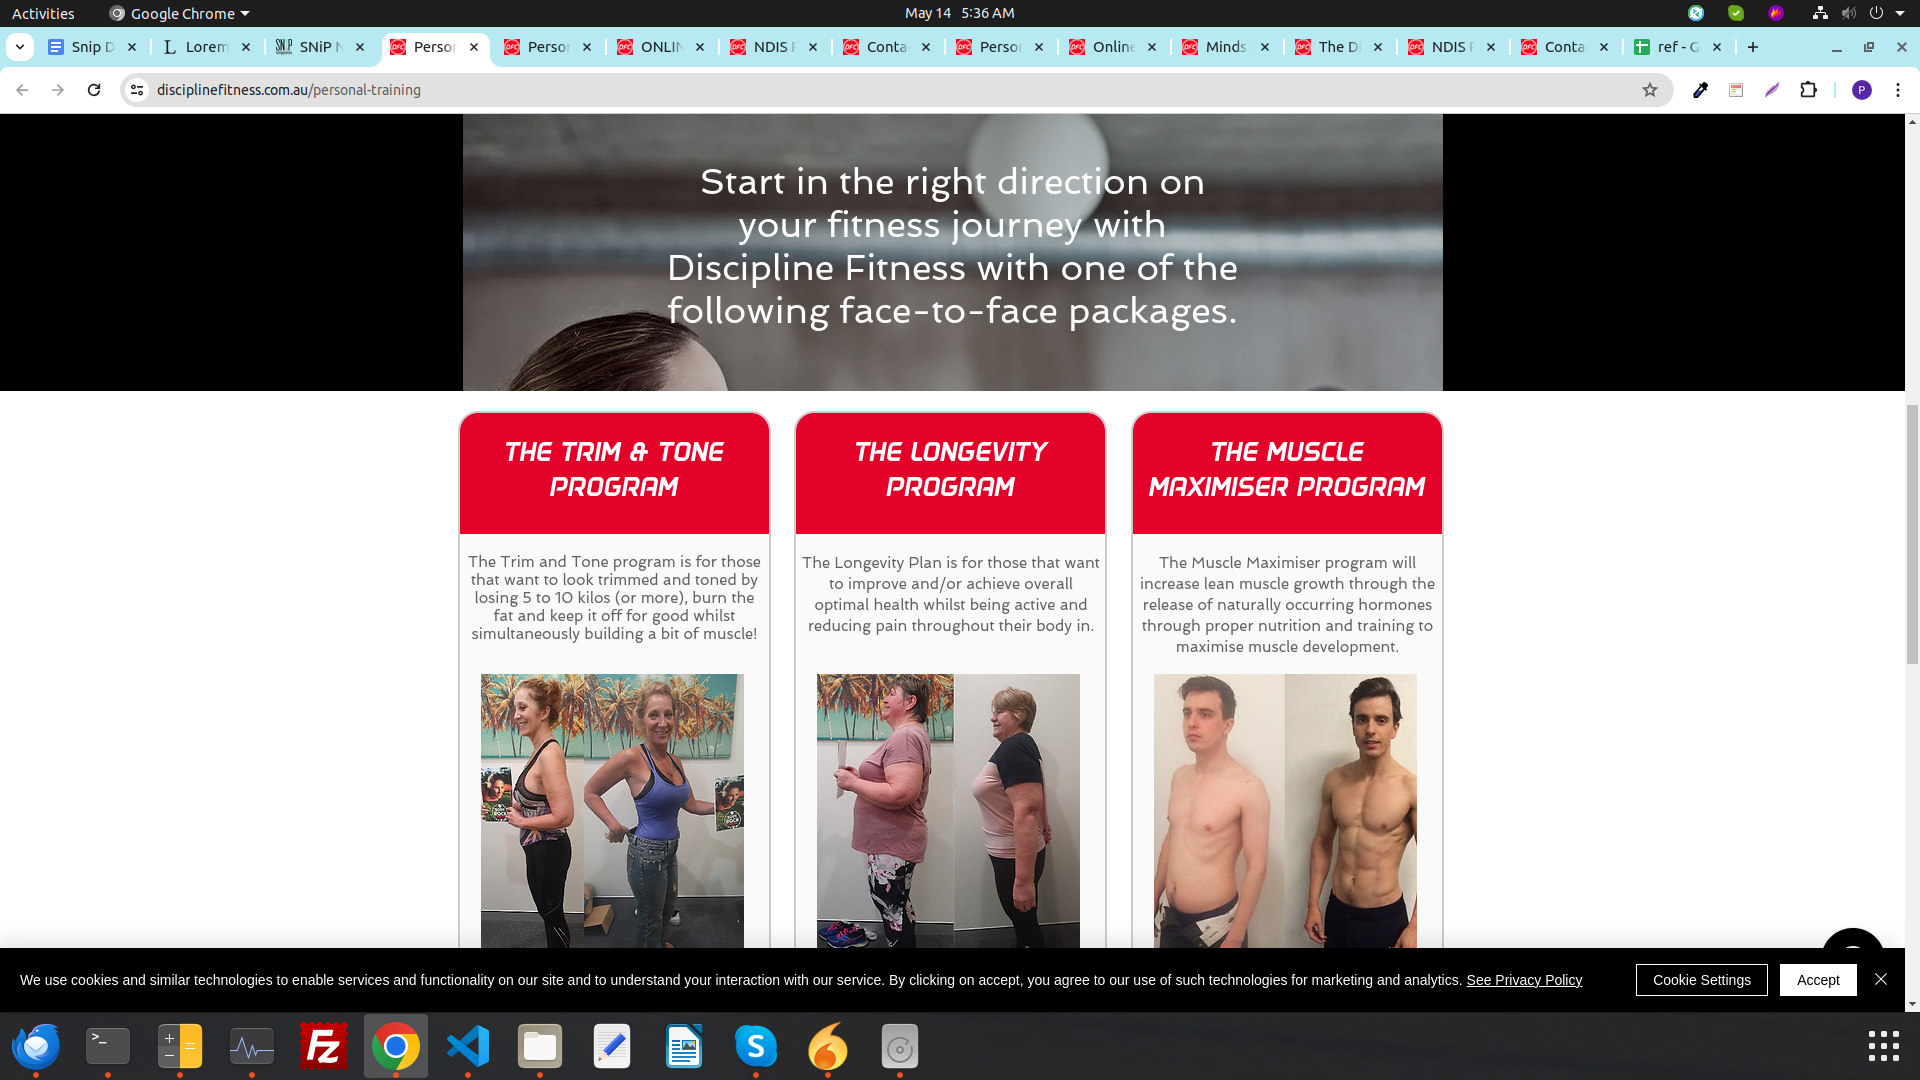 Activities
Google Chrome
May 14 5:36 AM
Snip D
Lorem
SNiP N
Person
Person
ONLIN
NDIS F
Conta
Person
Online
Minds
The Di
NDIS F
Conta
ref - G
disciplinefitness.com.au/personal-training
P
Start in the right direction on
your fitness journey with
Discipline Fitness with one of the
following face-to-face packages.
THE TRIM & TONE
PROGRAM
The Trim and Tone program is for those
that want to look trimmed and toned by
losing 5 to 10 kilos (or more), burn the
fat and keep it off for good whilst
simultaneously building a bit of muscle!
THE LONGEVITY
PROGRAM
The Longevity Plan is for those that want
to improve and/or achieve overall
optimal health whilst being active and
reducing pain throughout their body in.
THE MUSCLE
MAXIMISER PROGRAM
The Muscle Maximiser program will
increase lean muscle growth through the
release of naturally occurring hormones
through proper nutrition and training to
maximise muscle development.
We use cookies and similar technologies to enable services and functionality on our site and to understand your interaction with our service. By clicking on accept, you agree to our use of such technologies for marketing and analytics. See Privacy Policy
Cookie Settings
Accept